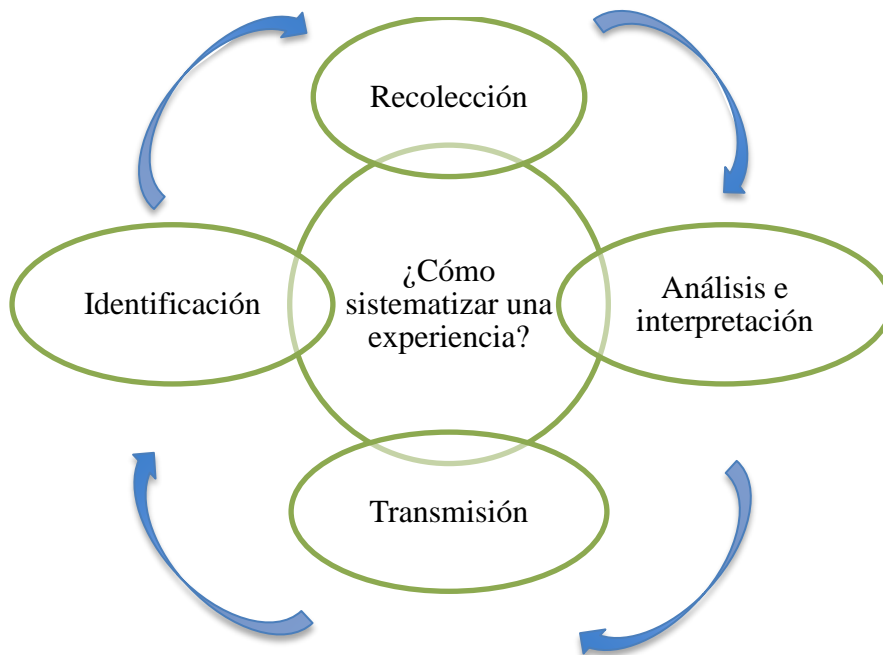 Recolección
Identificación
¿Cómo
sistematizar una
experiencia?
Análisis e
interpretación
Transmisión